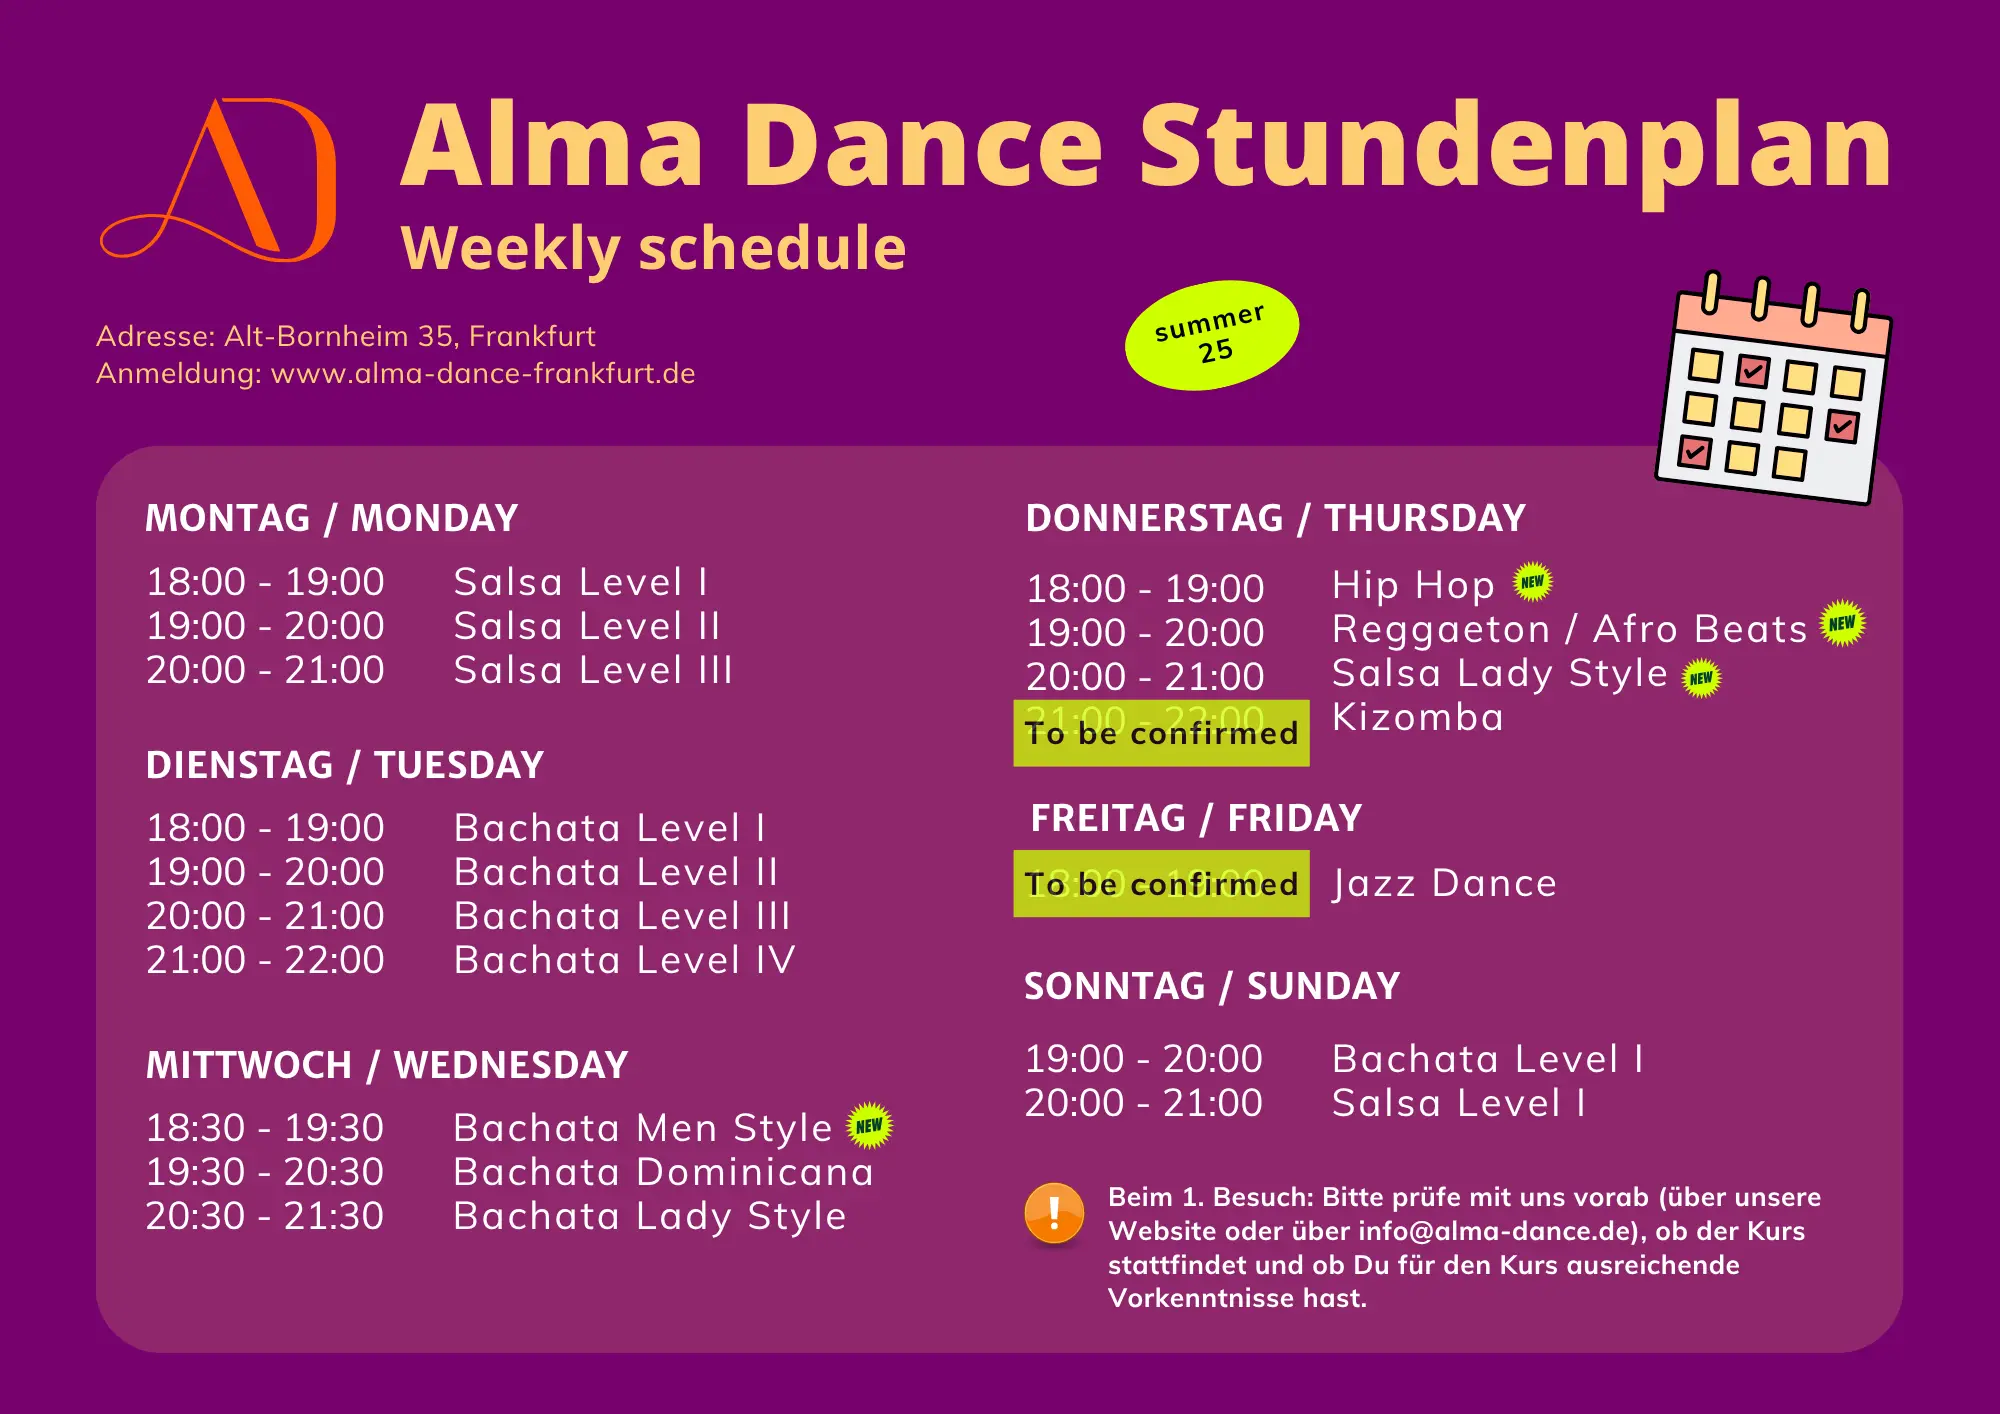 AD
Alma Dance Stundenplan
Weekly schedule
Adresse: Alt-Bornheim 35, Frankfurt
Anmeldung: www.alma-dance-frankfurt.de
summer
25
MONTAG / MONDAY
18:00 - 19:00 Salsa Level I
19:00 - 20:00 Salsa Level II
20:00 - 21:00 Salsa Level III
DIENSTAG / TUESDAY
18:00 - 19:00 Bachata Level I
19:00 - 20:00 Bachata Level II
20:00 - 21:00 Bachata Level III
21:00 - 22:00 Bachata Level IV
MITTWOCH / WEDNESDAY
18:30 - 19:30 Bachata Men Style NEW
19:30 - 20:30 Bachata Dominicana
20:30 - 21:30 Bachata Lady Style
DONNERSTAG / THURSDAY
18:00 - 19:00 Hip Hop NEW
19:00 - 20:00 Reggaeton / Afro Beats NEW
20:00 - 21:00 Salsa Lady Style NEW
21:00 - 22:00 Kizomba
To be confirmed
FREITAG / FRIDAY
18:00 - 19:00 Jazz Dance
To be confirmed
SONNTAG / SUNDAY
19:00 - 20:00 Bachata Level I
20:00 - 21:00 Salsa Level I
!
Beim 1. Besuch: Bitte prüfe mit uns vorab (über unsere
Website oder über info@alma-dance.de), ob der Kurs
stattfindet und ob Du für den Kurs ausreichende
Vorkenntnisse hast.